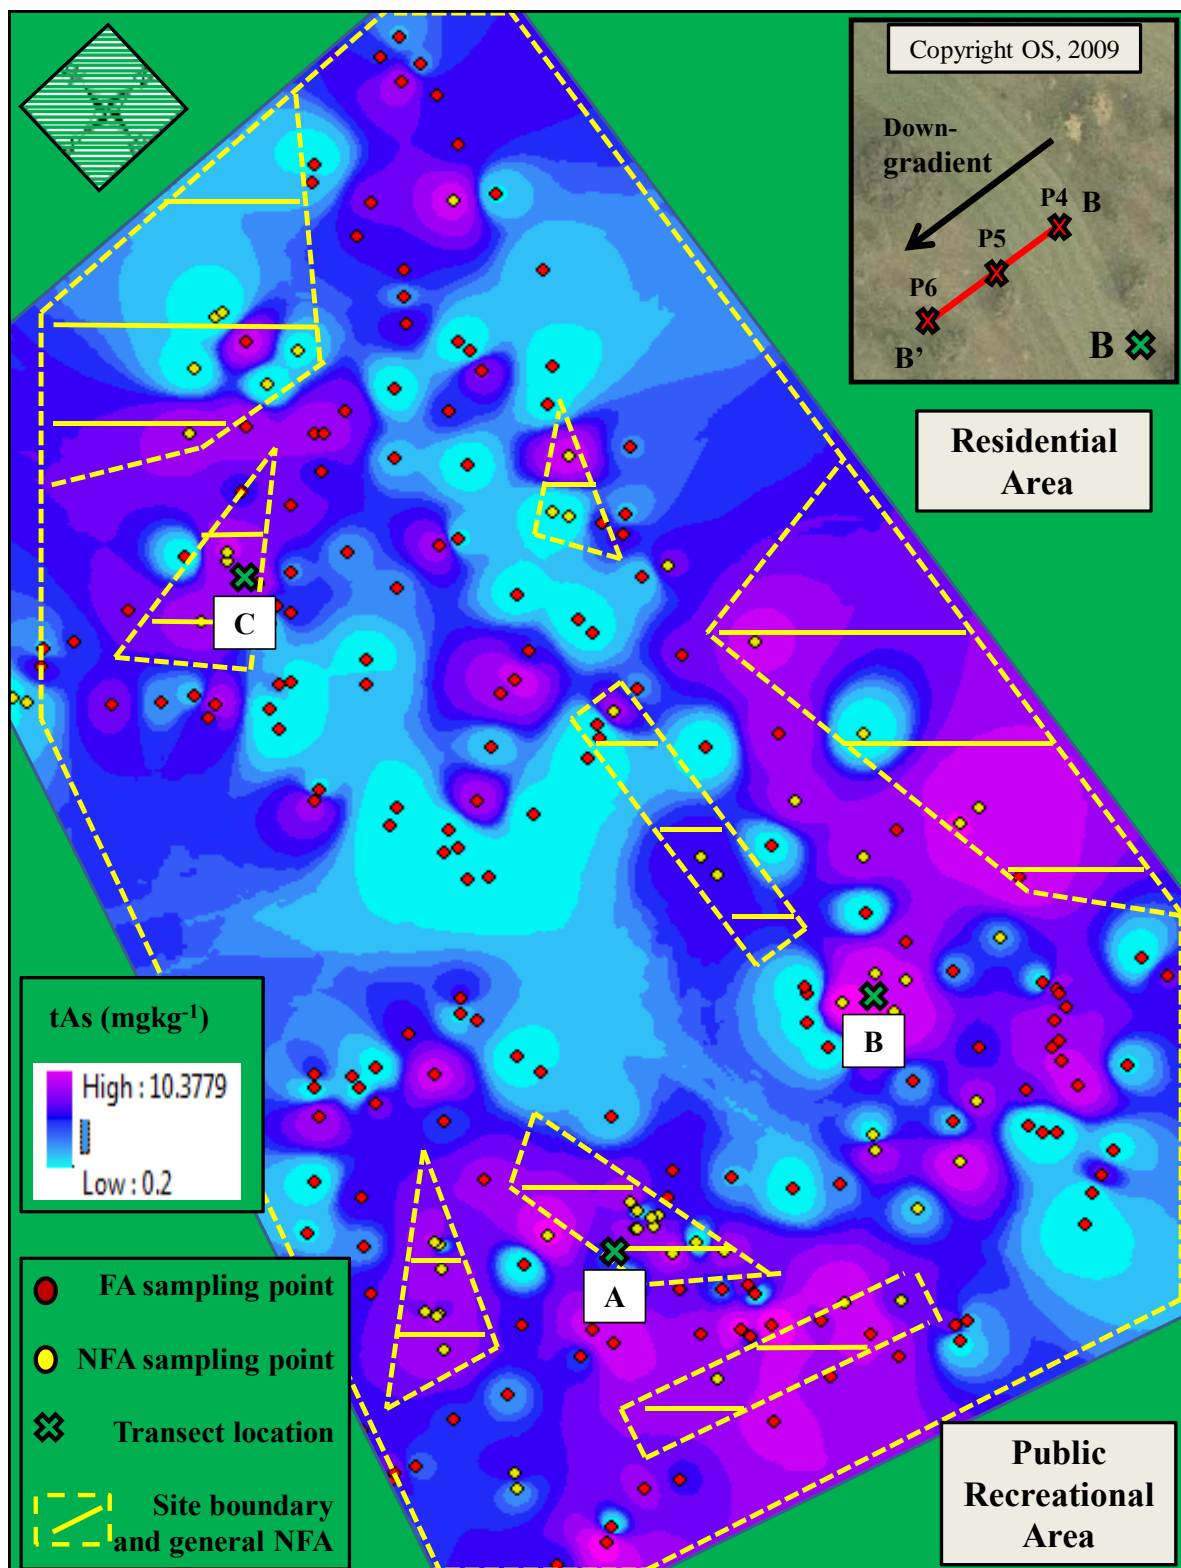 Copyright OS, 2009
Down-
gradient
P4 B
P5
P6
B'
B
Residential
Area
C
B
A
tAs (mgkg-1)
High : 10.3779
Low : 0.2
FA sampling point
NFA sampling point
Transect location
Site boundary
and general NFA
Public
Recreational
Area